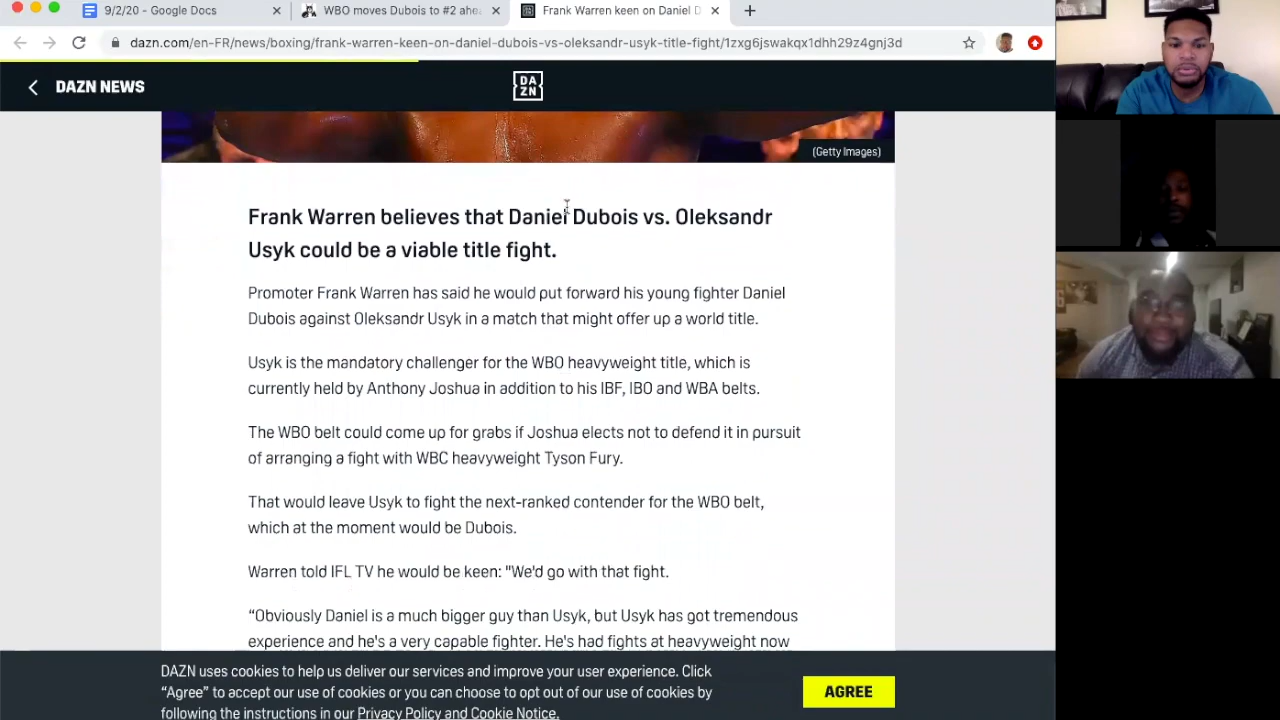 9/2/20 - Google Docs
WBO moves Dubois to #2 ahe
Frank Warren keen on Daniel D
dazn.com/en-FR/news/boxing/frank-warren-keen-on-daniel-dubois-vs-oleksandr-usyk-title-fight/1zxg6jswakqx1dhh29z4gnj3d
DAZN NEWS
DA
ZN
(Getty Images)
Frank Warren believes that Daniel Dubois vs. Oleksandr
Usyk could be a viable title fight.
Promoter Frank Warren has said he would put forward his young fighter Daniel
Dubois against Oleksandr Usyk in a match that might offer up a world title.
Usyk is the mandatory challenger for the WBO heavyweight title, which is
currently held by Anthony Joshua in addition to his IBF, IBO and WBA belts.
The WBO belt could come up for grabs if Joshua elects not to defend it in pursuit
of arranging a fight with WBC heavyweight Tyson Fury.
That would leave Usyk to fight the next-ranked contender for the WBO belt,
which at the moment would be Dubois.
Warren told IFL TV he would be keen: "We'd go with that fight.
“Obviously Daniel is a much bigger guy than Usyk, but Usyk has got tremendous
experience and he's a very capable fighter. He's had fights at heavyweight now
DAZN uses cookies to help us deliver our services and improve your user experience. Click
“Agree” to accept our use of cookies or you can choose to opt out of our use of cookies by
following the instructions in our Privacy Policy and Cookie Notice.
AGREE